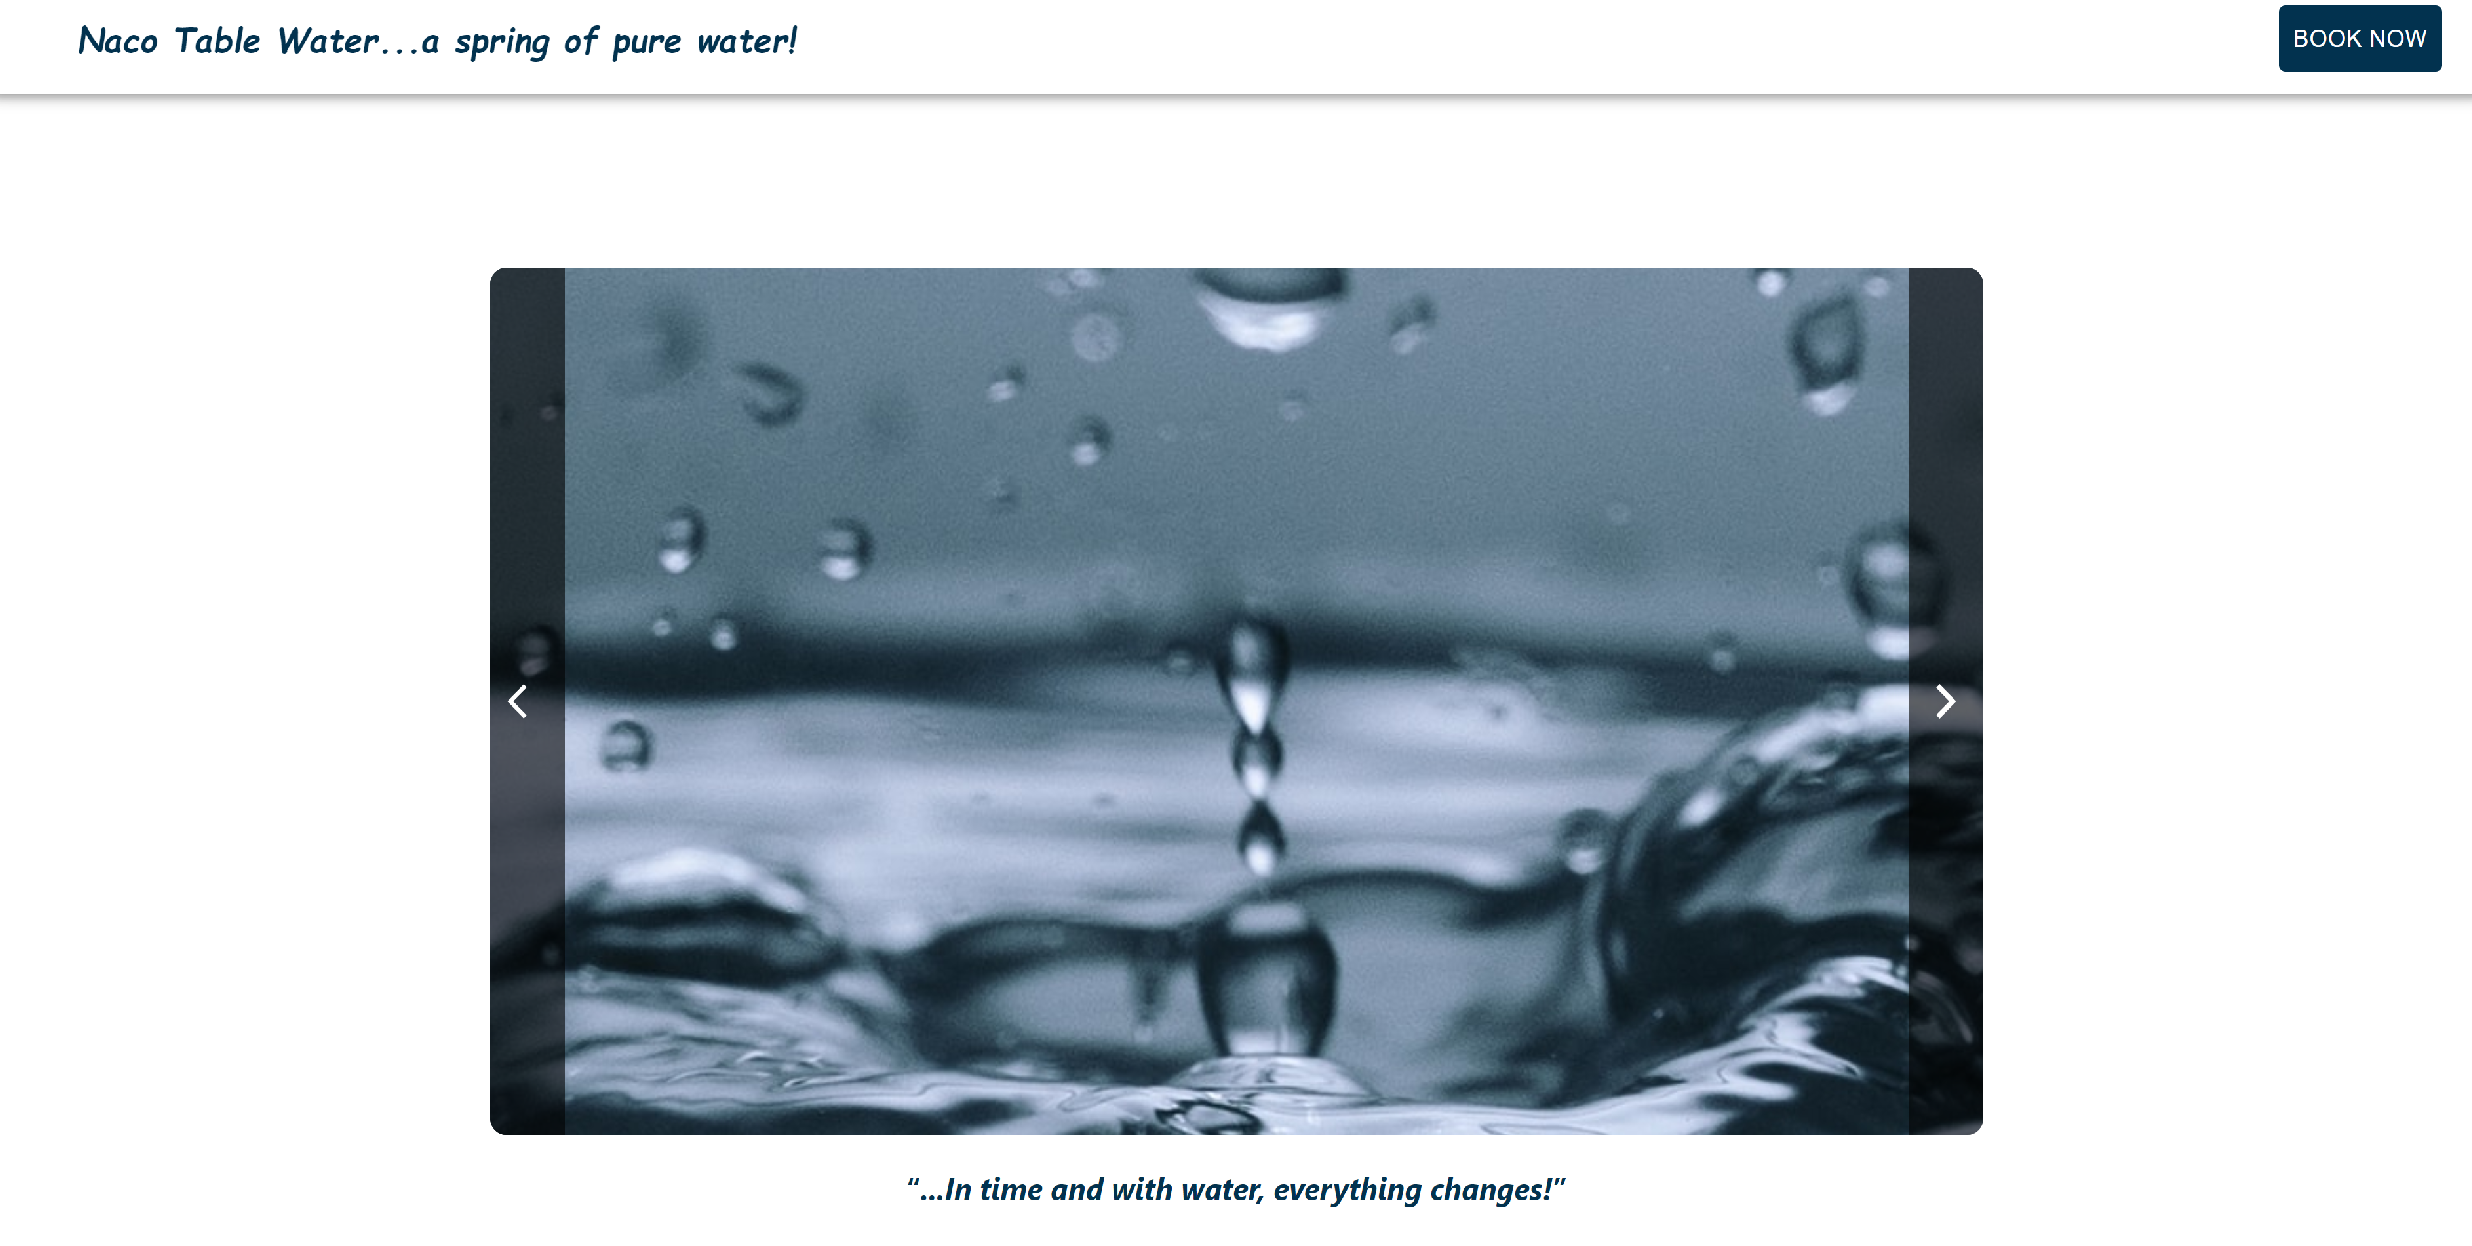 Naco Table Water...a spring of pure water!
BOOK NOW
“...In time and with water, everything changes!”